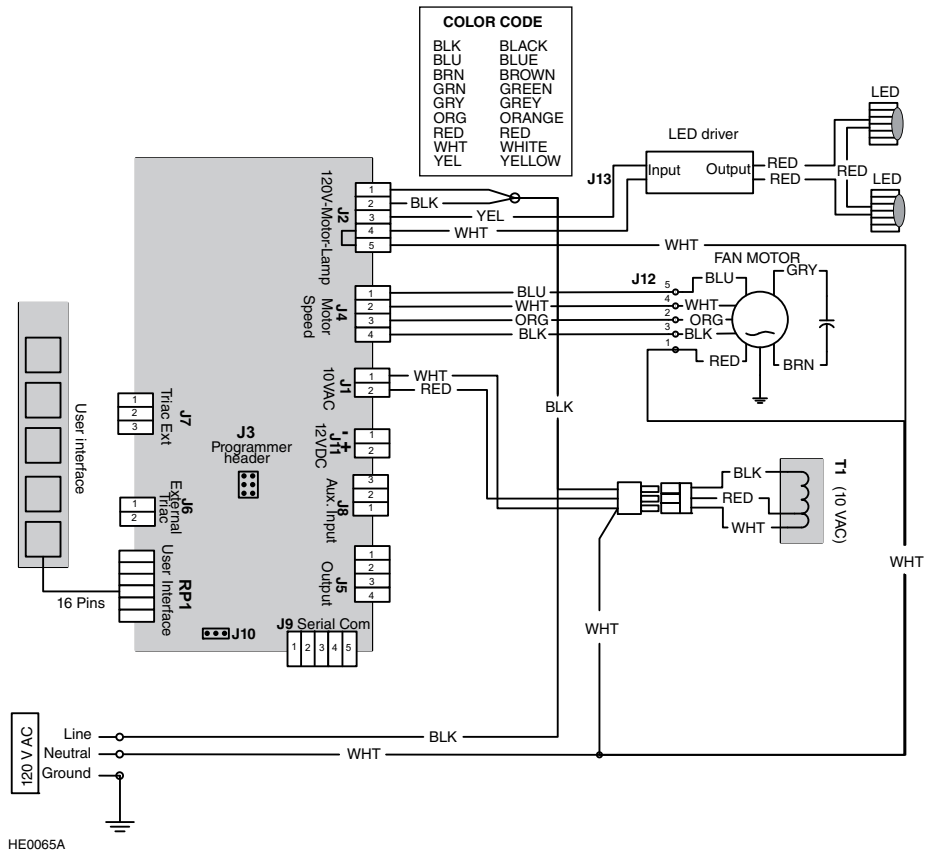 COLOR CODE
BLK BLACK
BLU BLUE
BRN BROWN
GRN GREEN
GRY GREY
ORG ORANGE
RED RED
WHT WHITE
YEL YELLOW
LED
LED driver
J13
Input Output
RED
RED
RED
LED
120V-Motor-Lamp
J2
1
2
3
4
5
BLK
YEL
WHT
WHT
FAN MOTOR
J12
J4
Motor
Speed
1
2
3
4
BLU
WHT
ORG
BLK
5
4
2
3
1
BLU
WHT
ORG
BLK
RED
GRY
BRN
J1
10VAC
1
2
WHT
RED
BLK
J7
Triac Ext
1
2
3
J3
Programmer
header
J11
12VDC
- +
1
2
J8
Aux. Input
3
2
1
J6
External
Triac
1
2
J5
Output
1
2
3
4
RP1
User Interface
User interface
16 Pins
J10
J9 Serial Com
1 2 3 4 5
BLK
RED
WHT
T1 (10 VAC)
WHT
WHT
120 V AC
Line
Neutral
Ground
BLK
WHT
HE0065A